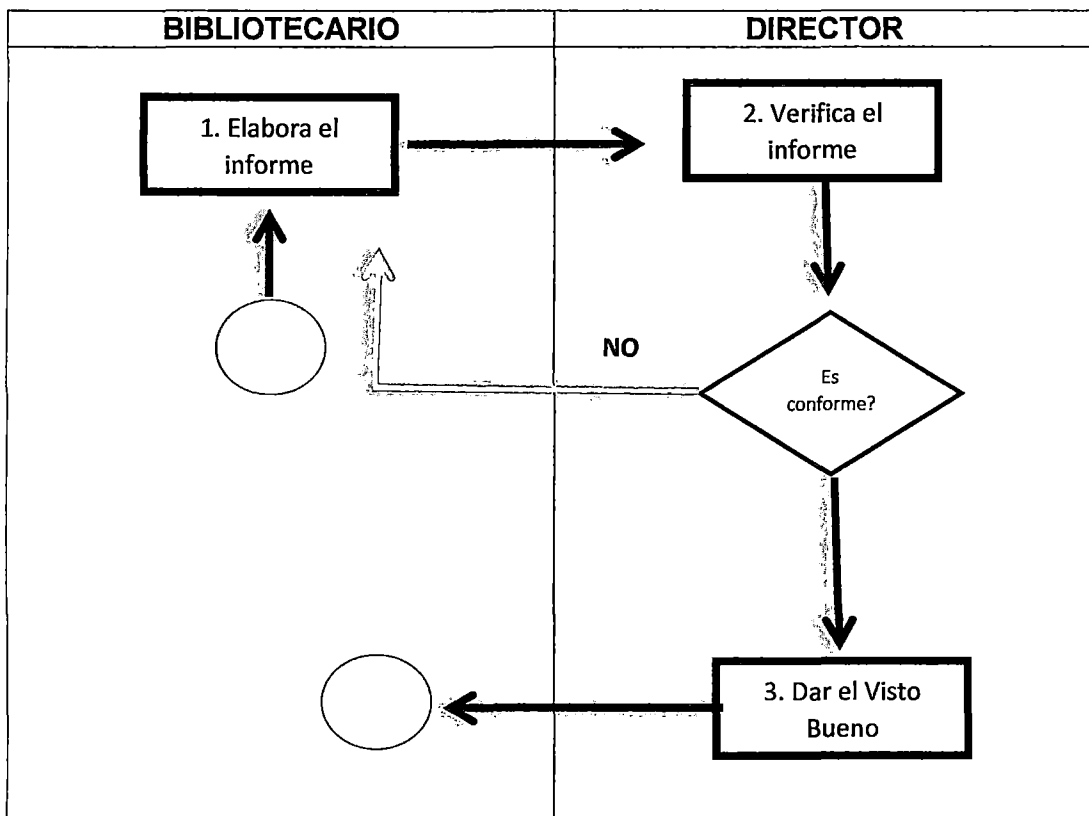 BIBLIOTECARIO
DIRECTOR
1. Elabora el
informe
2. Verifica el
informe
NO
Es
conforme?
3. Dar el Visto
Bueno